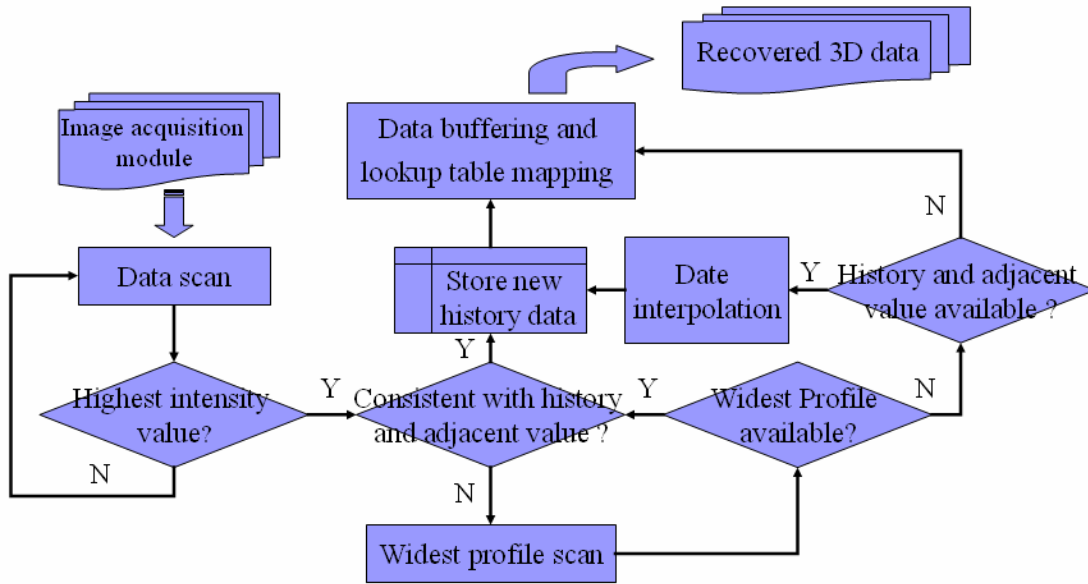 Recovered 3D data
Image acquisition
module
Data buffering and
lookup table mapping
N
Data scan
Store new
history data
Date
interpolation
Y
History and adjacent
value available ?
Y
Highest intensity
value?
Y
Consistent with history
and adjacent value ?
Y
Widest Profile
available?
N
N
N
Widest profile scan